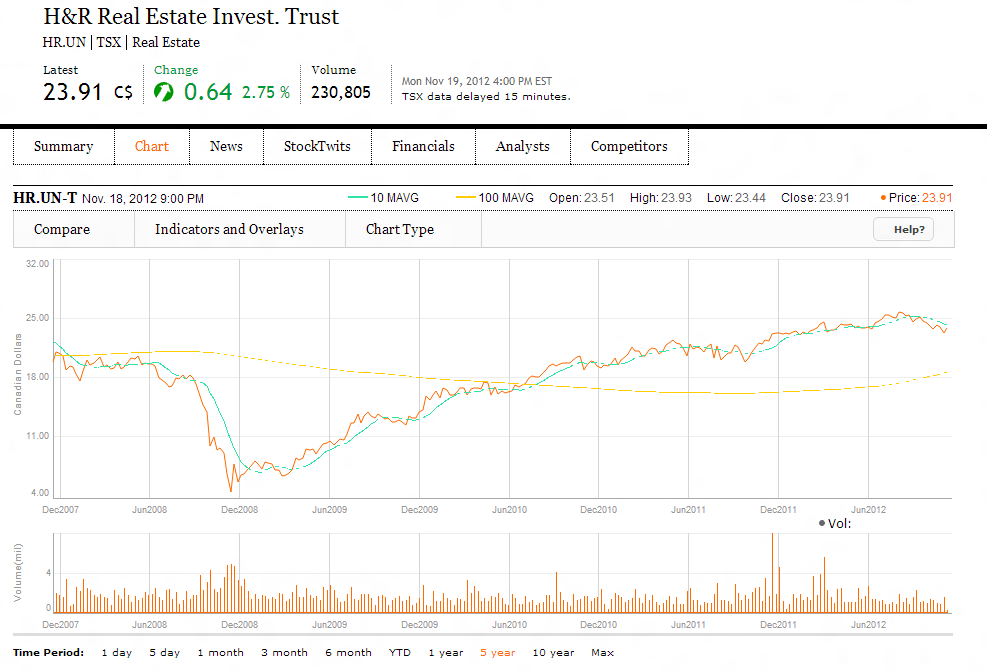 H&R Real Estate Invest. Trust
HR.UN | TSX | Real Estate
Latest Change Volume
23.91 C$ 0.64 2.75 % 230,805
Mon Nov 19, 2012 4:00 PM EST
TSX data delayed 15 minutes.
Summary Chart News StockTwits Financials Analysts Competitors
HR.UN-T Nov. 18, 2012 9:00 PM 10 MAVG 100 MAVG Open: 23.51 High: 23.93 Low: 23.44 Close: 23.91 Price: 23.91
Compare Indicators and Overlays Chart Type Help?
Canadian Dollars
32.00
25.00
18.00
11.00
4.00
Dec2007 Jun2008 Dec2008 Jun2009 Dec2009 Jun2010 Dec2010 Jun2011 Dec2011 Jun2012
Vol:
Volume(mil)
4
0
Dec2007 Jun2008 Dec2008 Jun2009 Dec2009 Jun2010 Dec2010 Jun2011 Dec2011 Jun2012
Time Period: 1 day 5 day 1 month 3 month 6 month YTD 1 year 5 year 10 year Max